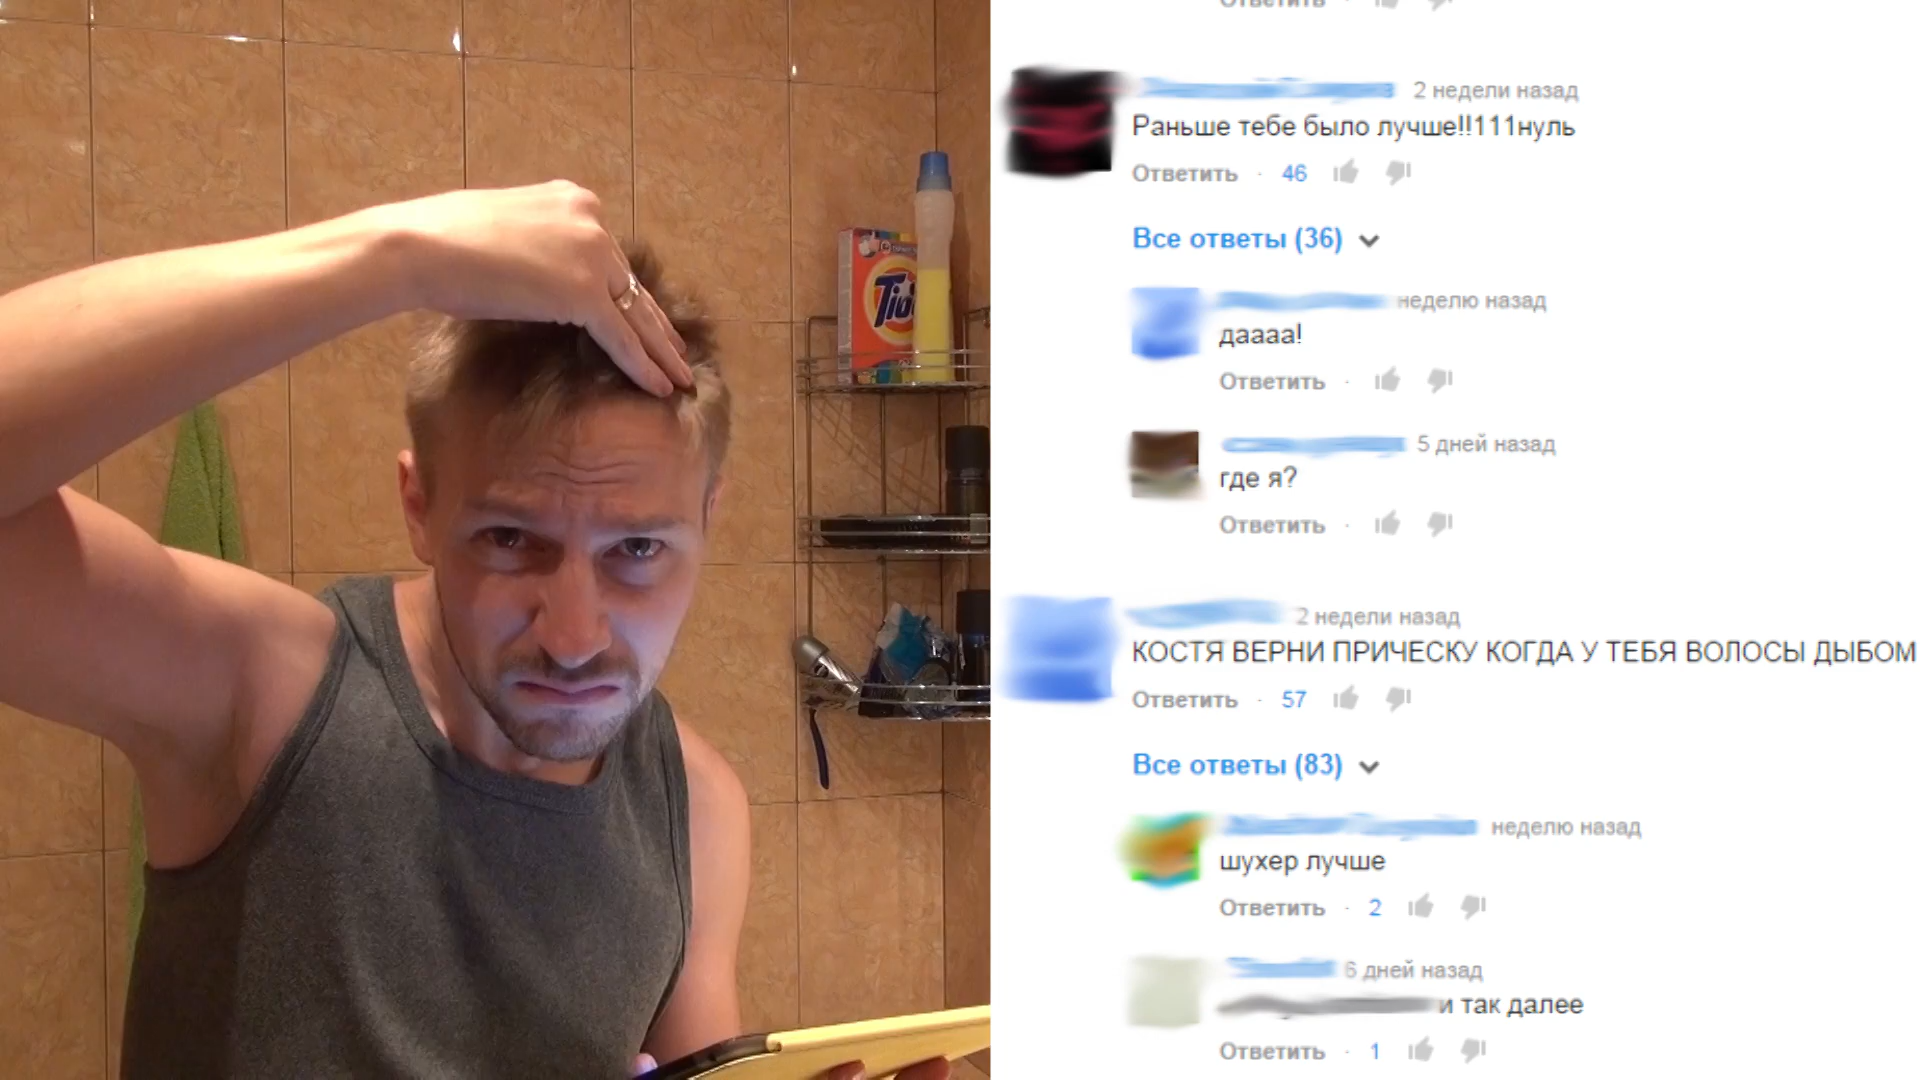 Tide
Ответить
2 недели назад
Раньше тебе было лучше!!111нуль
Ответить · 46
Все ответы (36)
неделю назад
даааа!
Ответить ·
5 дней назад
где я?
Ответить ·
2 недели назад
КОСТЯ ВЕРНИ ПРИЧЕСКУ КОГДА У ТЕБЯ ВОЛОСЫ ДЫБОМ
Ответить · 57
Все ответы (83)
неделю назад
шухер лучше
Ответить · 2
6 дней назад
и так далее
Ответить · 1